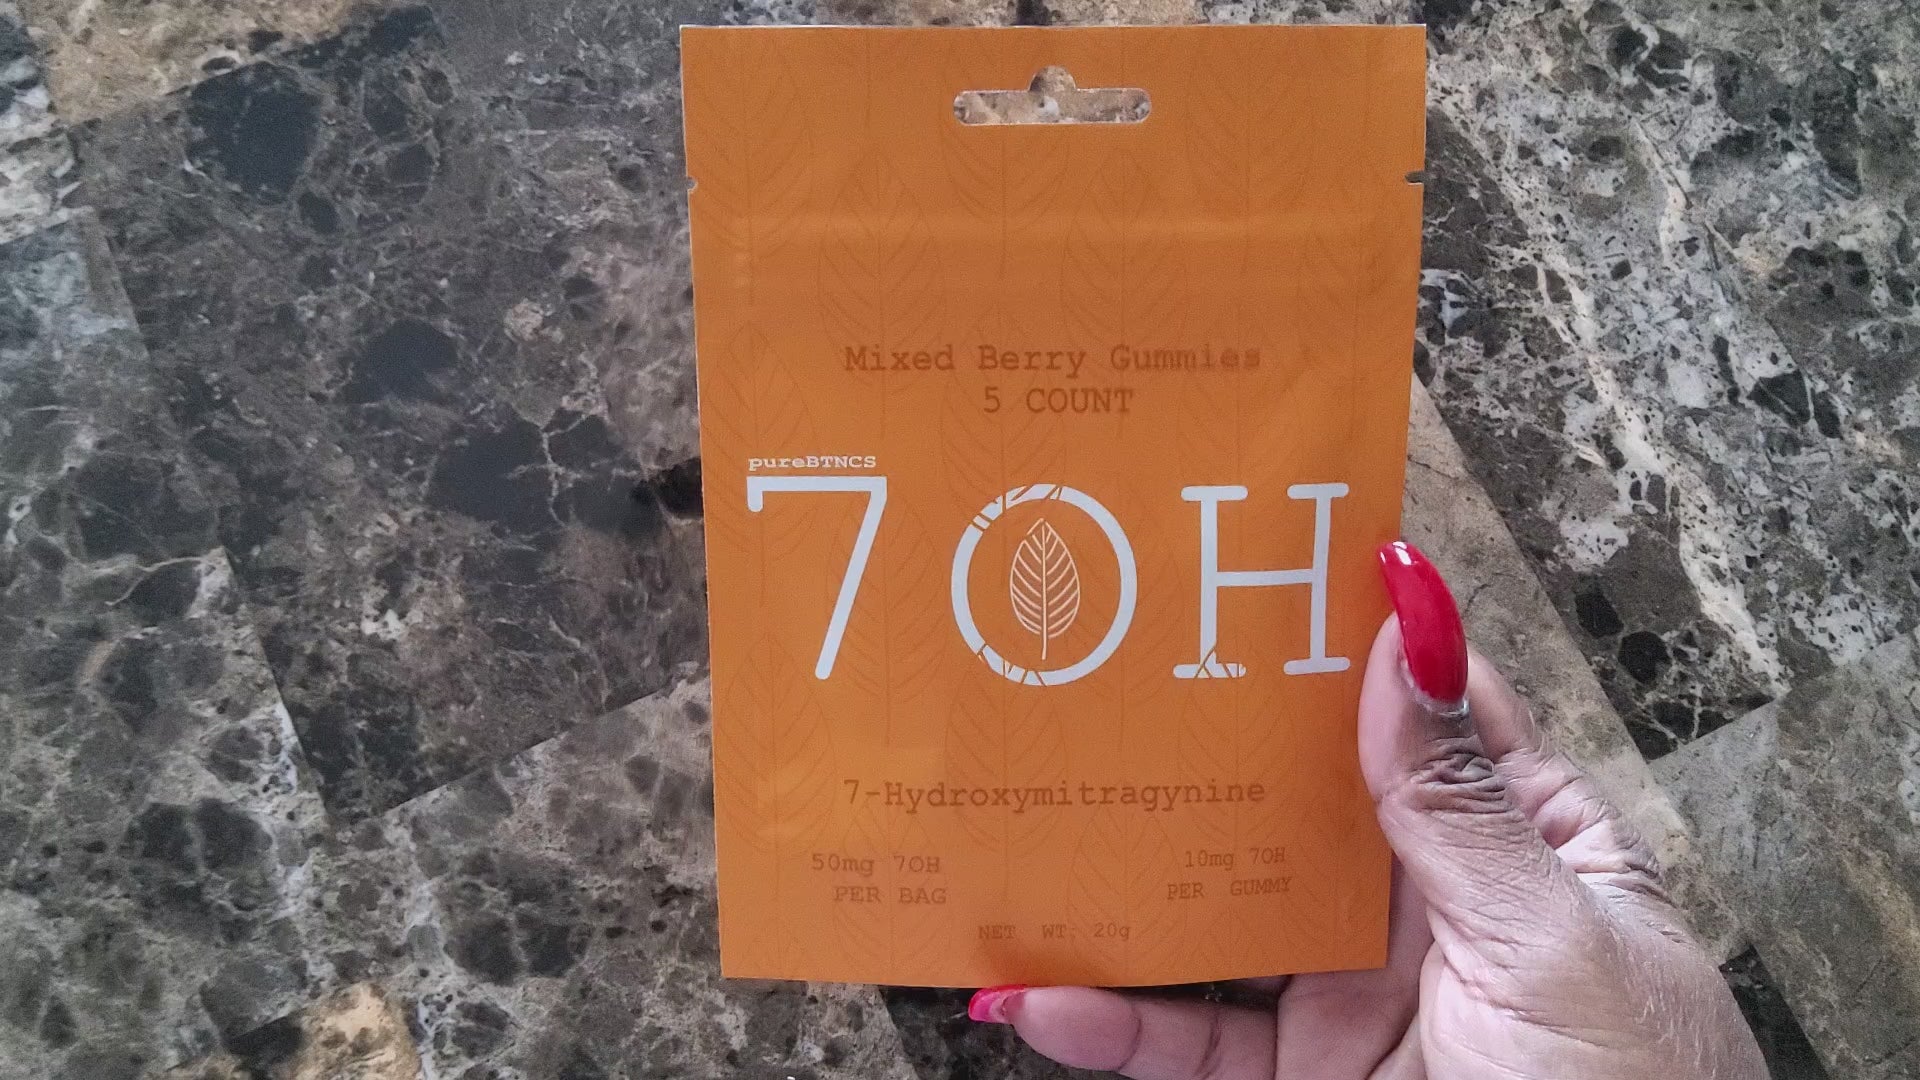 Mixed Berry Gummies
5 COUNT
pureBTNCS
7OH
7-Hydroxymitragynine
50mg 7OH
PER BAG
10mg 7OH
PER GUMMY
NET WT: 20g